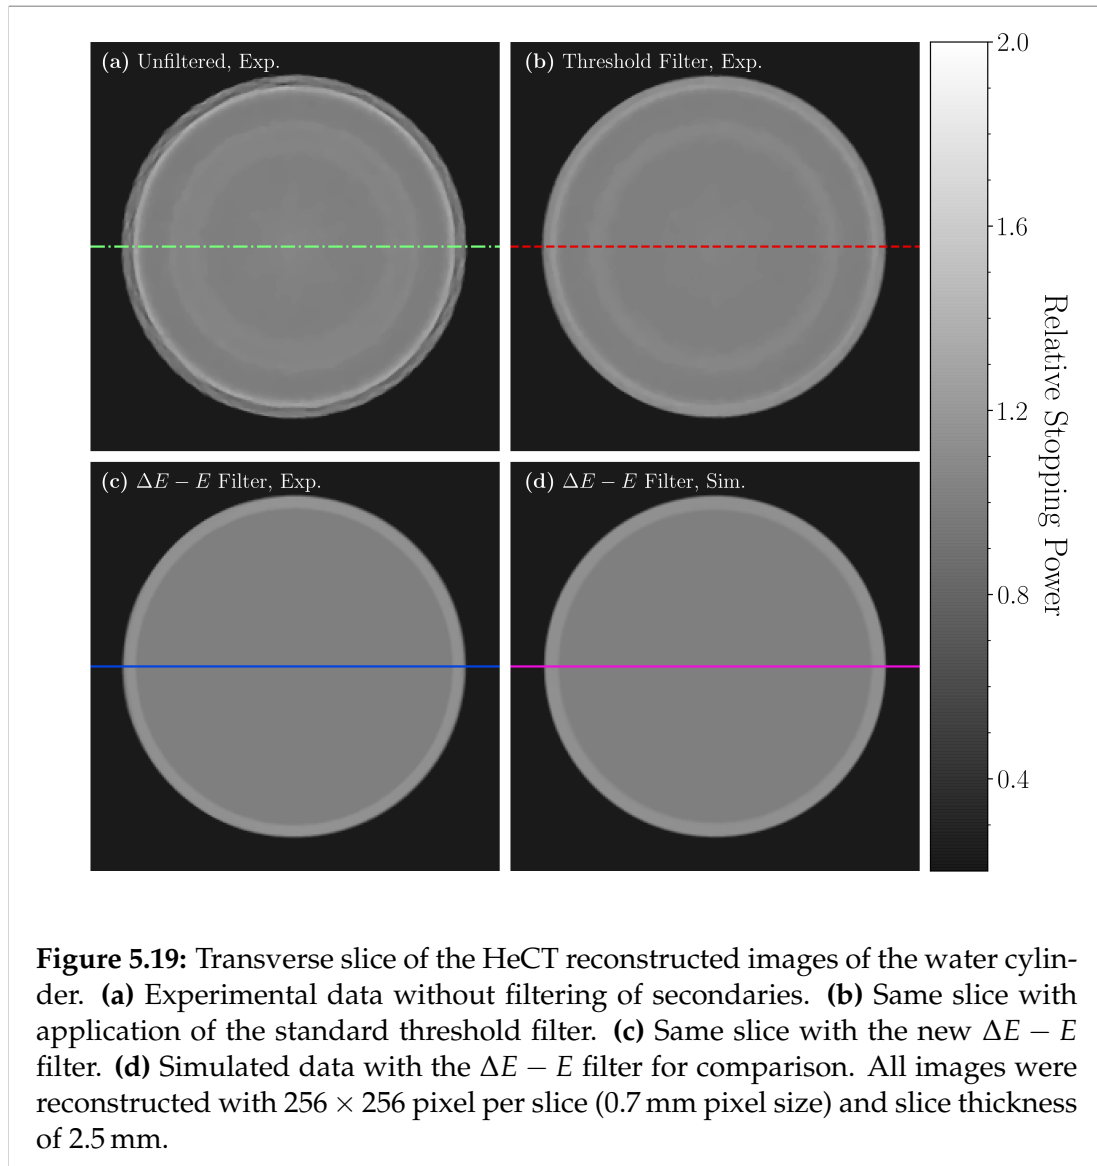 (a) Unfiltered, Exp.
(b) Threshold Filter, Exp.
(c) ΔE − E Filter, Exp.
(d) ΔE − E Filter, Sim.
2.0
1.6
1.2
0.8
0.4
Relative Stopping Power
Figure 5.19: Transverse slice of the HeCT reconstructed images of the water cylin-
der. (a) Experimental data without filtering of secondaries. (b) Same slice with
application of the standard threshold filter. (c) Same slice with the new ΔE − E
filter. (d) Simulated data with the ΔE − E filter for comparison. All images were
reconstructed with 256 × 256 pixel per slice (0.7 mm pixel size) and slice thickness
of 2.5 mm.